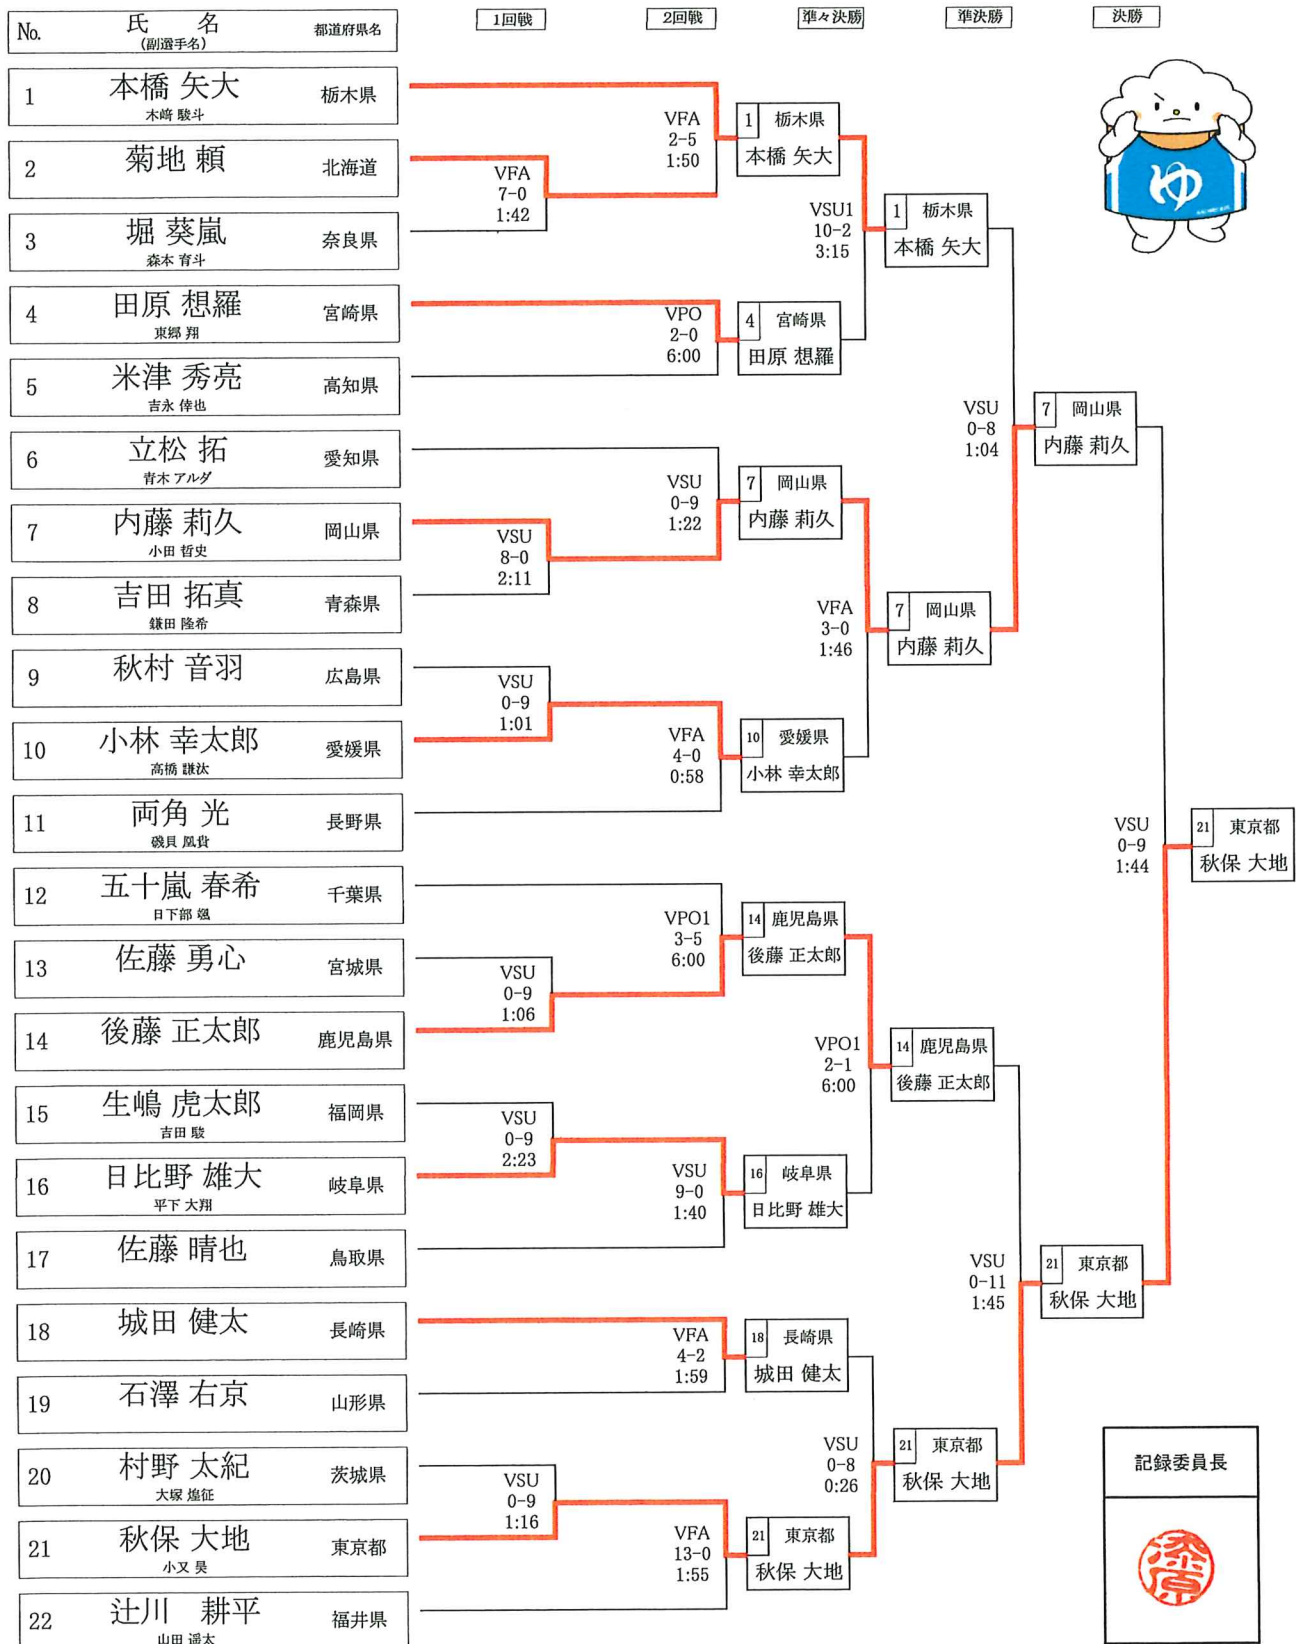 No. 氏 名 都道府県名 1回戦 2回戦 準々決勝 準決勝 決勝
(副選手名)
1 本橋 矢大 栃木県
木﨑 駿斗
2 菊地 頼 北海道
3 堀 葵嵐 奈良県
森本 育斗
4 田原 想羅 宮崎県
東郷 翔
5 米津 秀亮 高知県
吉永 倖也
6 立松 拓 愛知県
青木 アルダ
7 内藤 莉久 岡山県
小田 哲史
8 吉田 拓真 青森県
鎌田 隆希
9 秋村 音羽 広島県
10 小林 幸太郎 愛媛県
高橋 謙汰
11 両角 光 長野県
磯貝 凰貴
12 五十嵐 春希 千葉県
日下部 颯
13 佐藤 勇心 宮城県
14 後藤 正太郎 鹿児島県
15 生嶋 虎太郎 福岡県
吉田 駿
16 日比野 雄大 岐阜県
平下 大翔
17 佐藤 晴也 鳥取県
18 城田 健太 長崎県
19 石澤 右京 山形県
20 村野 太紀 茨城県
大塚 煌征
21 秋保 大地 東京都
小又 昊
22 辻川 耕平 福井県
山田 遥太
VFA
7-0
1:42
VSU
8-0
2:11
VSU
0-9
1:01
VSU
0-9
1:06
VSU
0-9
2:23
VSU
0-9
1:16
VFA
2-5
1:50
VPO
2-0
6:00
VSU
0-9
1:22
VFA
4-0
0:58
VPO1
3-5
6:00
VSU
9-0
1:40
VFA
4-2
1:59
VFA
13-0
1:55
1 栃木県
本橋 矢大
4 宮崎県
田原 想羅
7 岡山県
内藤 莉久
10 愛媛県
小林 幸太郎
14 鹿児島県
後藤 正太郎
16 岐阜県
日比野 雄大
18 長崎県
城田 健太
21 東京都
秋保 大地
VSU1
10-2
3:15
VFA
3-0
1:46
VPO1
2-1
6:00
VSU
0-8
0:26
1 栃木県
本橋 矢大
7 岡山県
内藤 莉久
14 鹿児島県
後藤 正太郎
21 東京都
秋保 大地
VSU
0-8
1:04
VSU
0-11
1:45
7 岡山県
内藤 莉久
21 東京都
秋保 大地
VSU
0-9
1:44
21 東京都
秋保 大地
ゆ
記録委員長
漆原